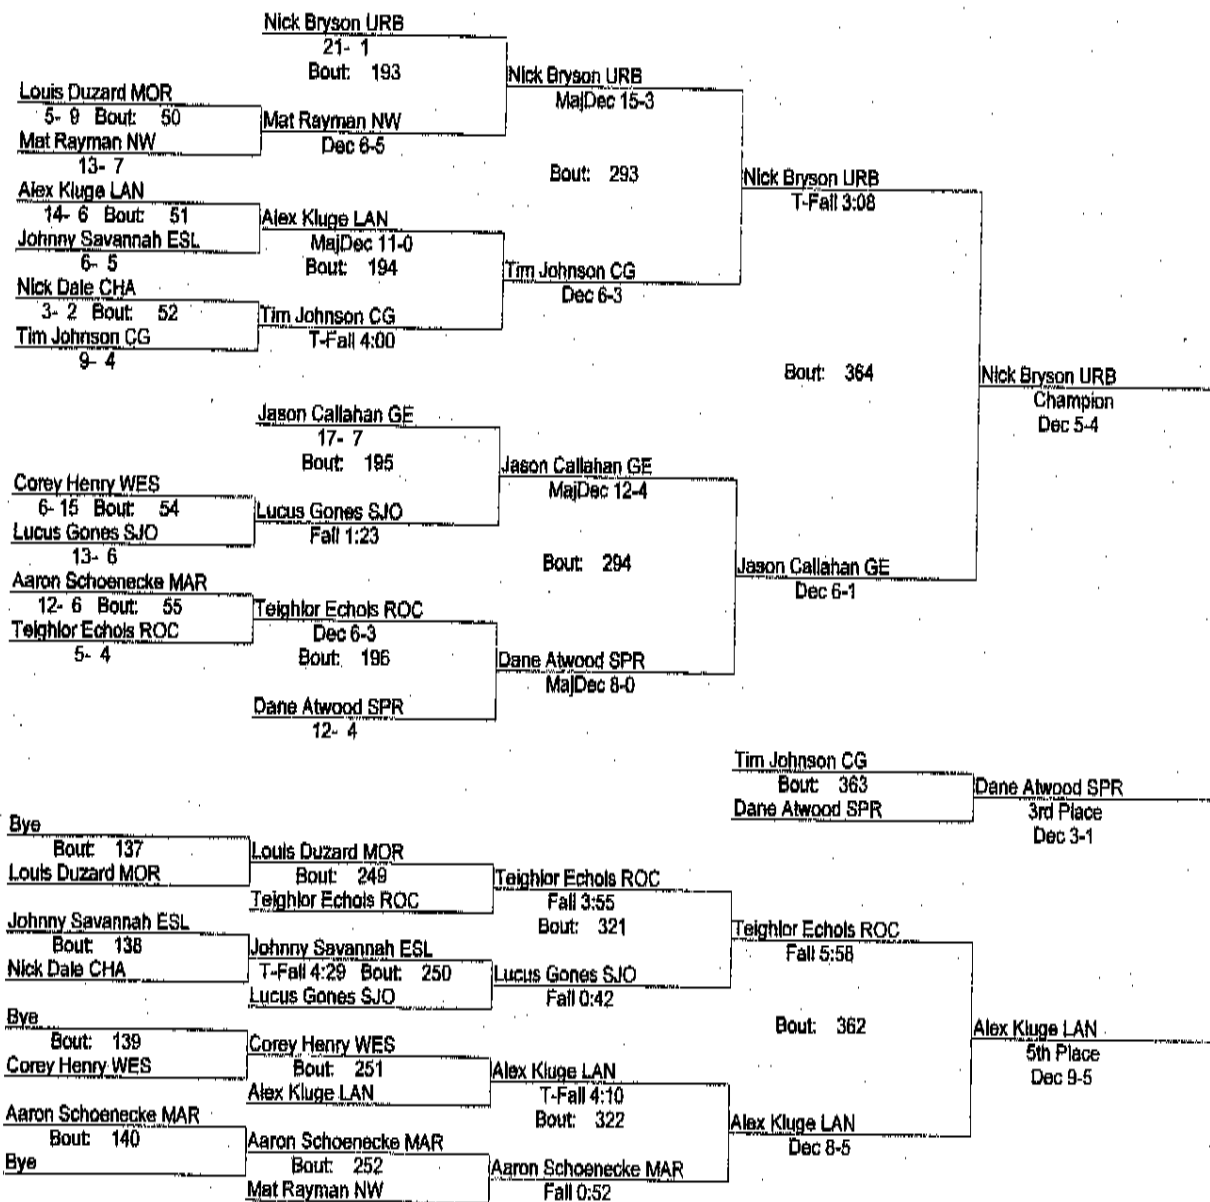 Nick Bryson URB
21- 1
Bout: 193
Nick Bryson URB
MajDec 15-3
Louis Duzard MOR
5- 9 Bout: 50
Mat Rayman NW
Dec 6-5
Mat Rayman NW
13- 7
Bout: 293
Nick Bryson URB
T-Fall 3:08
Alex Kluge LAN
14- 6 Bout: 51
Alex Kluge LAN
MajDec 11-0
Johnny Savannah ESL
6- 5
Bout: 194
Tim Johnson CG
Dec 6-3
Nick Dale CHA
3- 2 Bout: 52
Tim Johnson CG
T-Fall 4:00
Tim Johnson CG
9- 4
Bout: 364
Nick Bryson URB
Champion
Dec 5-4
Jason Callahan GE
17- 7
Bout: 195
Jason Callahan GE
MajDec 12-4
Corey Henry WES
6- 15 Bout: 54
Lucus Gones SJO
Fall 1:23
Lucus Gones SJO
13- 6
Bout: 294
Jason Callahan GE
Dec 6-1
Aaron Schoenecke MAR
12- 6 Bout: 55
Teighlor Echols ROC
Dec 6-3
Teighlor Echols ROC
5- 4
Bout: 196
Dane Atwood SPR
MajDec 8-0
Dane Atwood SPR
12- 4
Tim Johnson CG
Bout: 363
Dane Atwood SPR
Dane Atwood SPR
3rd Place
Dec 3-1
Bye
Bout: 137
Louis Duzard MOR
Louis Duzard MOR
Bout: 249
Teighlor Echols ROC
Teighlor Echols ROC
Fall 3:55
Bout: 321
Johnny Savannah ESL
Bout: 138
Nick Dale CHA
Johnny Savannah ESL
T-Fall 4:29 Bout: 250
Lucus Gones SJO
Lucus Gones SJO
Fall 0:42
Teighlor Echols ROC
Fall 5:58
Bout: 362
Bye
Bout: 139
Corey Henry WES
Corey Henry WES
Bout: 251
Alex Kluge LAN
Alex Kluge LAN
T-Fall 4:10
Bout: 322
Alex Kluge LAN
5th Place
Dec 9-5
Aaron Schoenecke MAR
Bout: 140
Bye
Aaron Schoenecke MAR
Bout: 252
Mat Rayman NW
Aaron Schoenecke MAR
Fall 0:52
Alex Kluge LAN
Dec 8-5